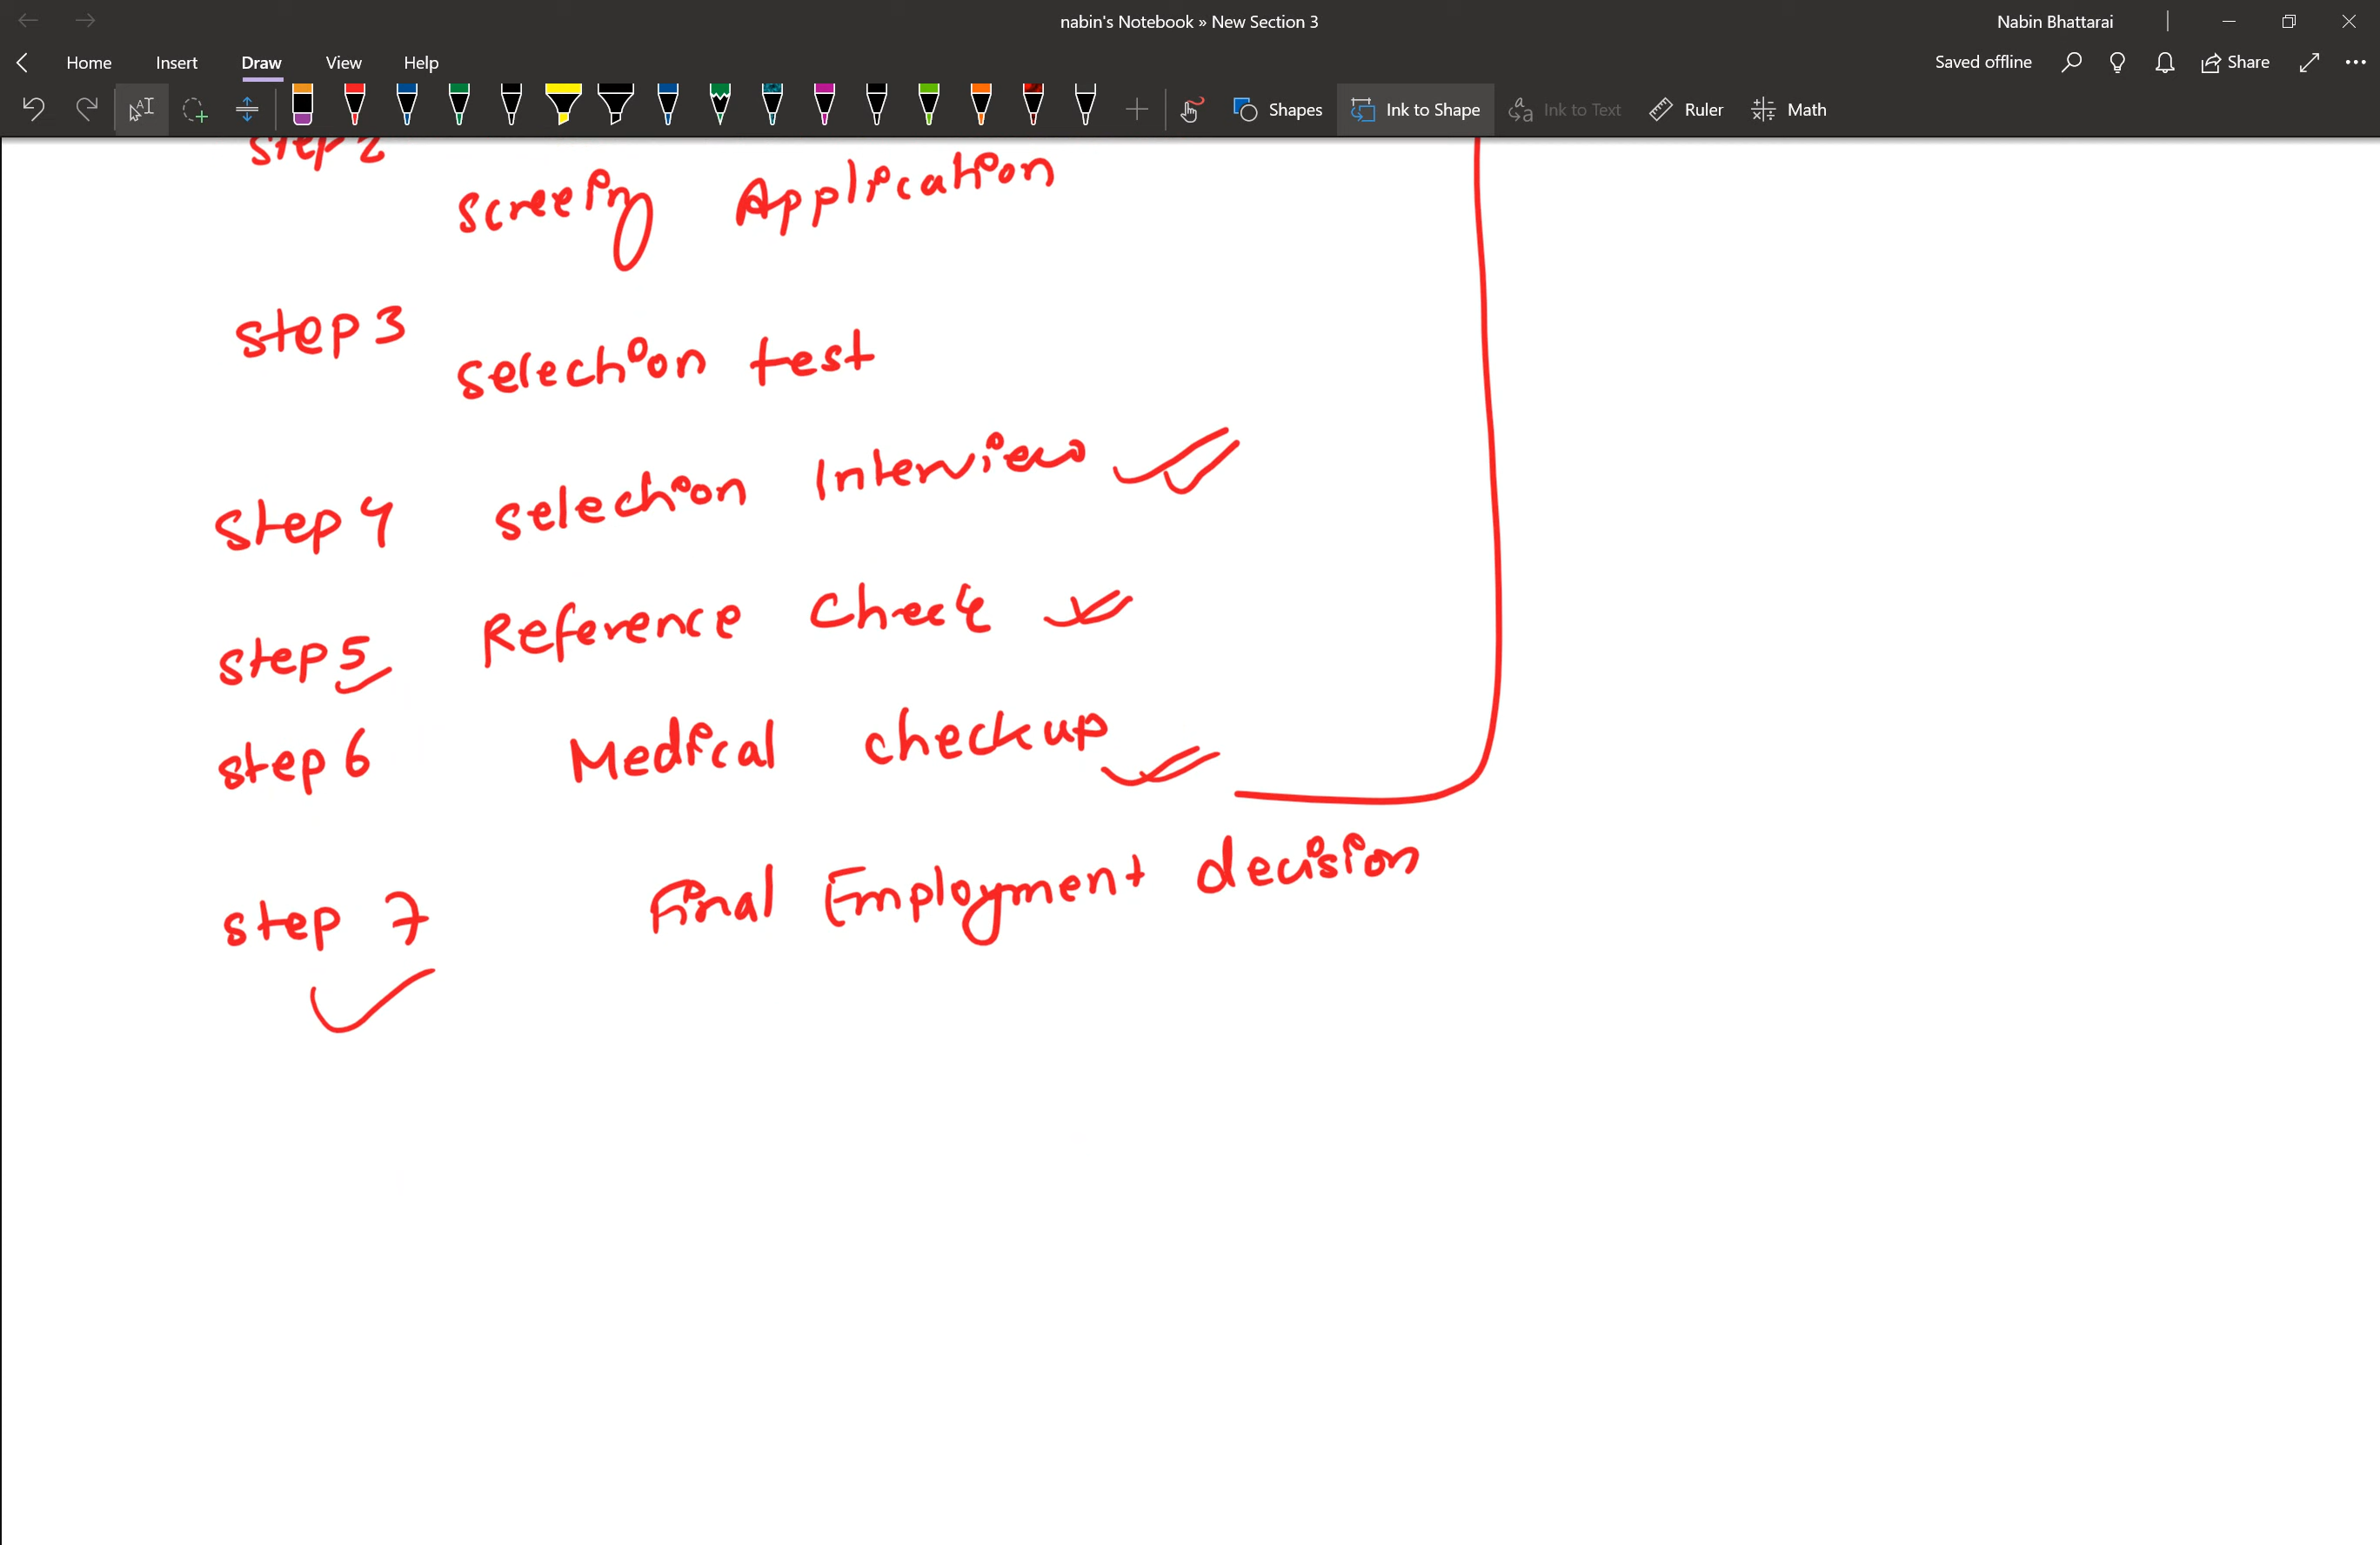 nabin's Notebook » New Section 3
Nabin Bhattarai
Home Insert Draw View Help
Saved offline
Share
Shapes Ink to Shape Ink to Text Ruler Math
step 2
screeing Application
step 3
selection test
step 4 selection Interview
step 5 Reference Check
step 6 Medical checkup
step 7 final Employment decision